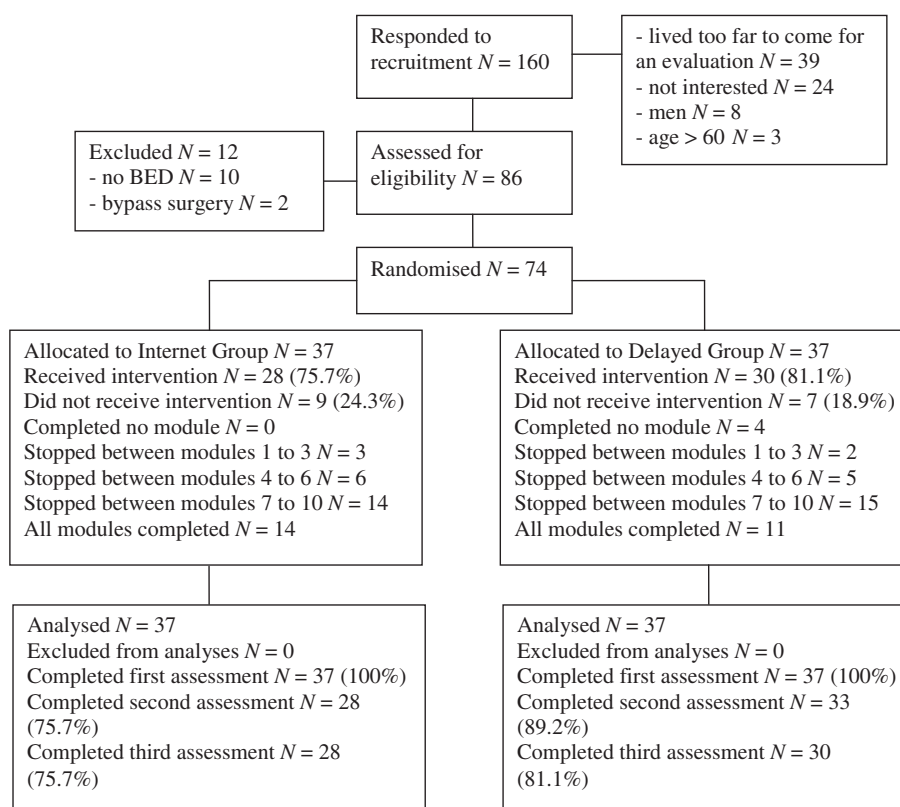 Responded to
recruitment N = 160
- lived too far to come for
an evaluation N = 39
- not interested N = 24
- men N = 8
- age > 60 N = 3
Excluded N = 12
- no BED N = 10
- bypass surgery N = 2
Assessed for
eligibility N = 86
Randomised N = 74
Allocated to Internet Group N = 37
Received intervention N = 28 (75.7%)
Did not receive intervention N = 9 (24.3%)
Completed no module N = 0
Stopped between modules 1 to 3 N = 3
Stopped between modules 4 to 6 N = 6
Stopped between modules 7 to 10 N = 14
All modules completed N = 14
Allocated to Delayed Group N = 37
Received intervention N = 30 (81.1%)
Did not receive intervention N = 7 (18.9%)
Completed no module N = 4
Stopped between modules 1 to 3 N = 2
Stopped between modules 4 to 6 N = 5
Stopped between modules 7 to 10 N = 15
All modules completed N = 11
Analysed N = 37
Excluded from analyses N = 0
Completed first assessment N = 37 (100%)
Completed second assessment N = 28
(75.7%)
Completed third assessment N = 28
(75.7%)
Analysed N = 37
Excluded from analyses N = 0
Completed first assessment N = 37 (100%)
Completed second assessment N = 33
(89.2%)
Completed third assessment N = 30
(81.1%)